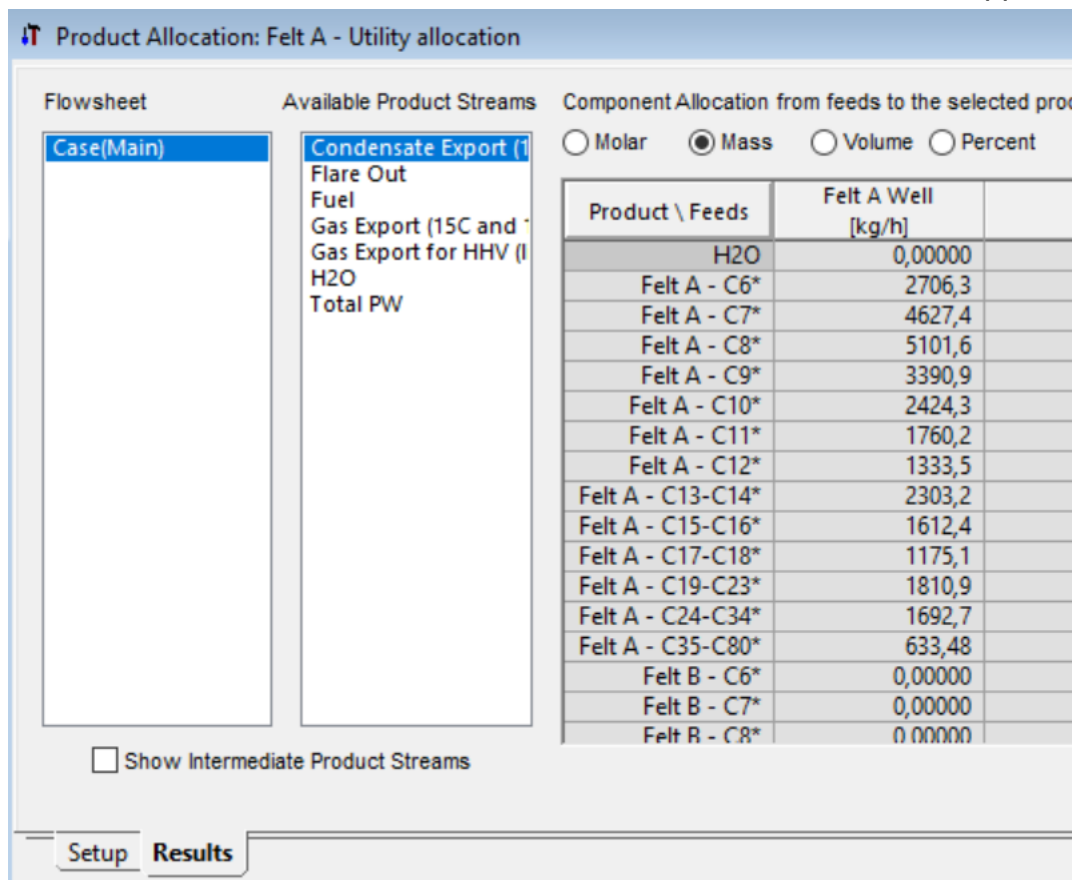 Product Allocation: Felt A - Utility allocation
Flowsheet
Available Product Streams
Component Allocation from feeds to the selected prod
Case(Main)
Condensate Export (1
Flare Out
Fuel
Gas Export (15C and 1
Gas Export for HHV (I
H2O
Total PW
Molar Mass Volume Percent
Product \ Feeds Felt A Well [kg/h]
H2O 0,00000
Felt A - C6* 2706,3
Felt A - C7* 4627,4
Felt A - C8* 5101,6
Felt A - C9* 3390,9
Felt A - C10* 2424,3
Felt A - C11* 1760,2
Felt A - C12* 1333,5
Felt A - C13-C14* 2303,2
Felt A - C15-C16* 1612,4
Felt A - C17-C18* 1175,1
Felt A - C19-C23* 1810,9
Felt A - C24-C34* 1692,7
Felt A - C35-C80* 633,48
Felt B - C6* 0,00000
Felt B - C7* 0,00000
Felt B - C8* 0,00000
Show Intermediate Product Streams
Setup Results